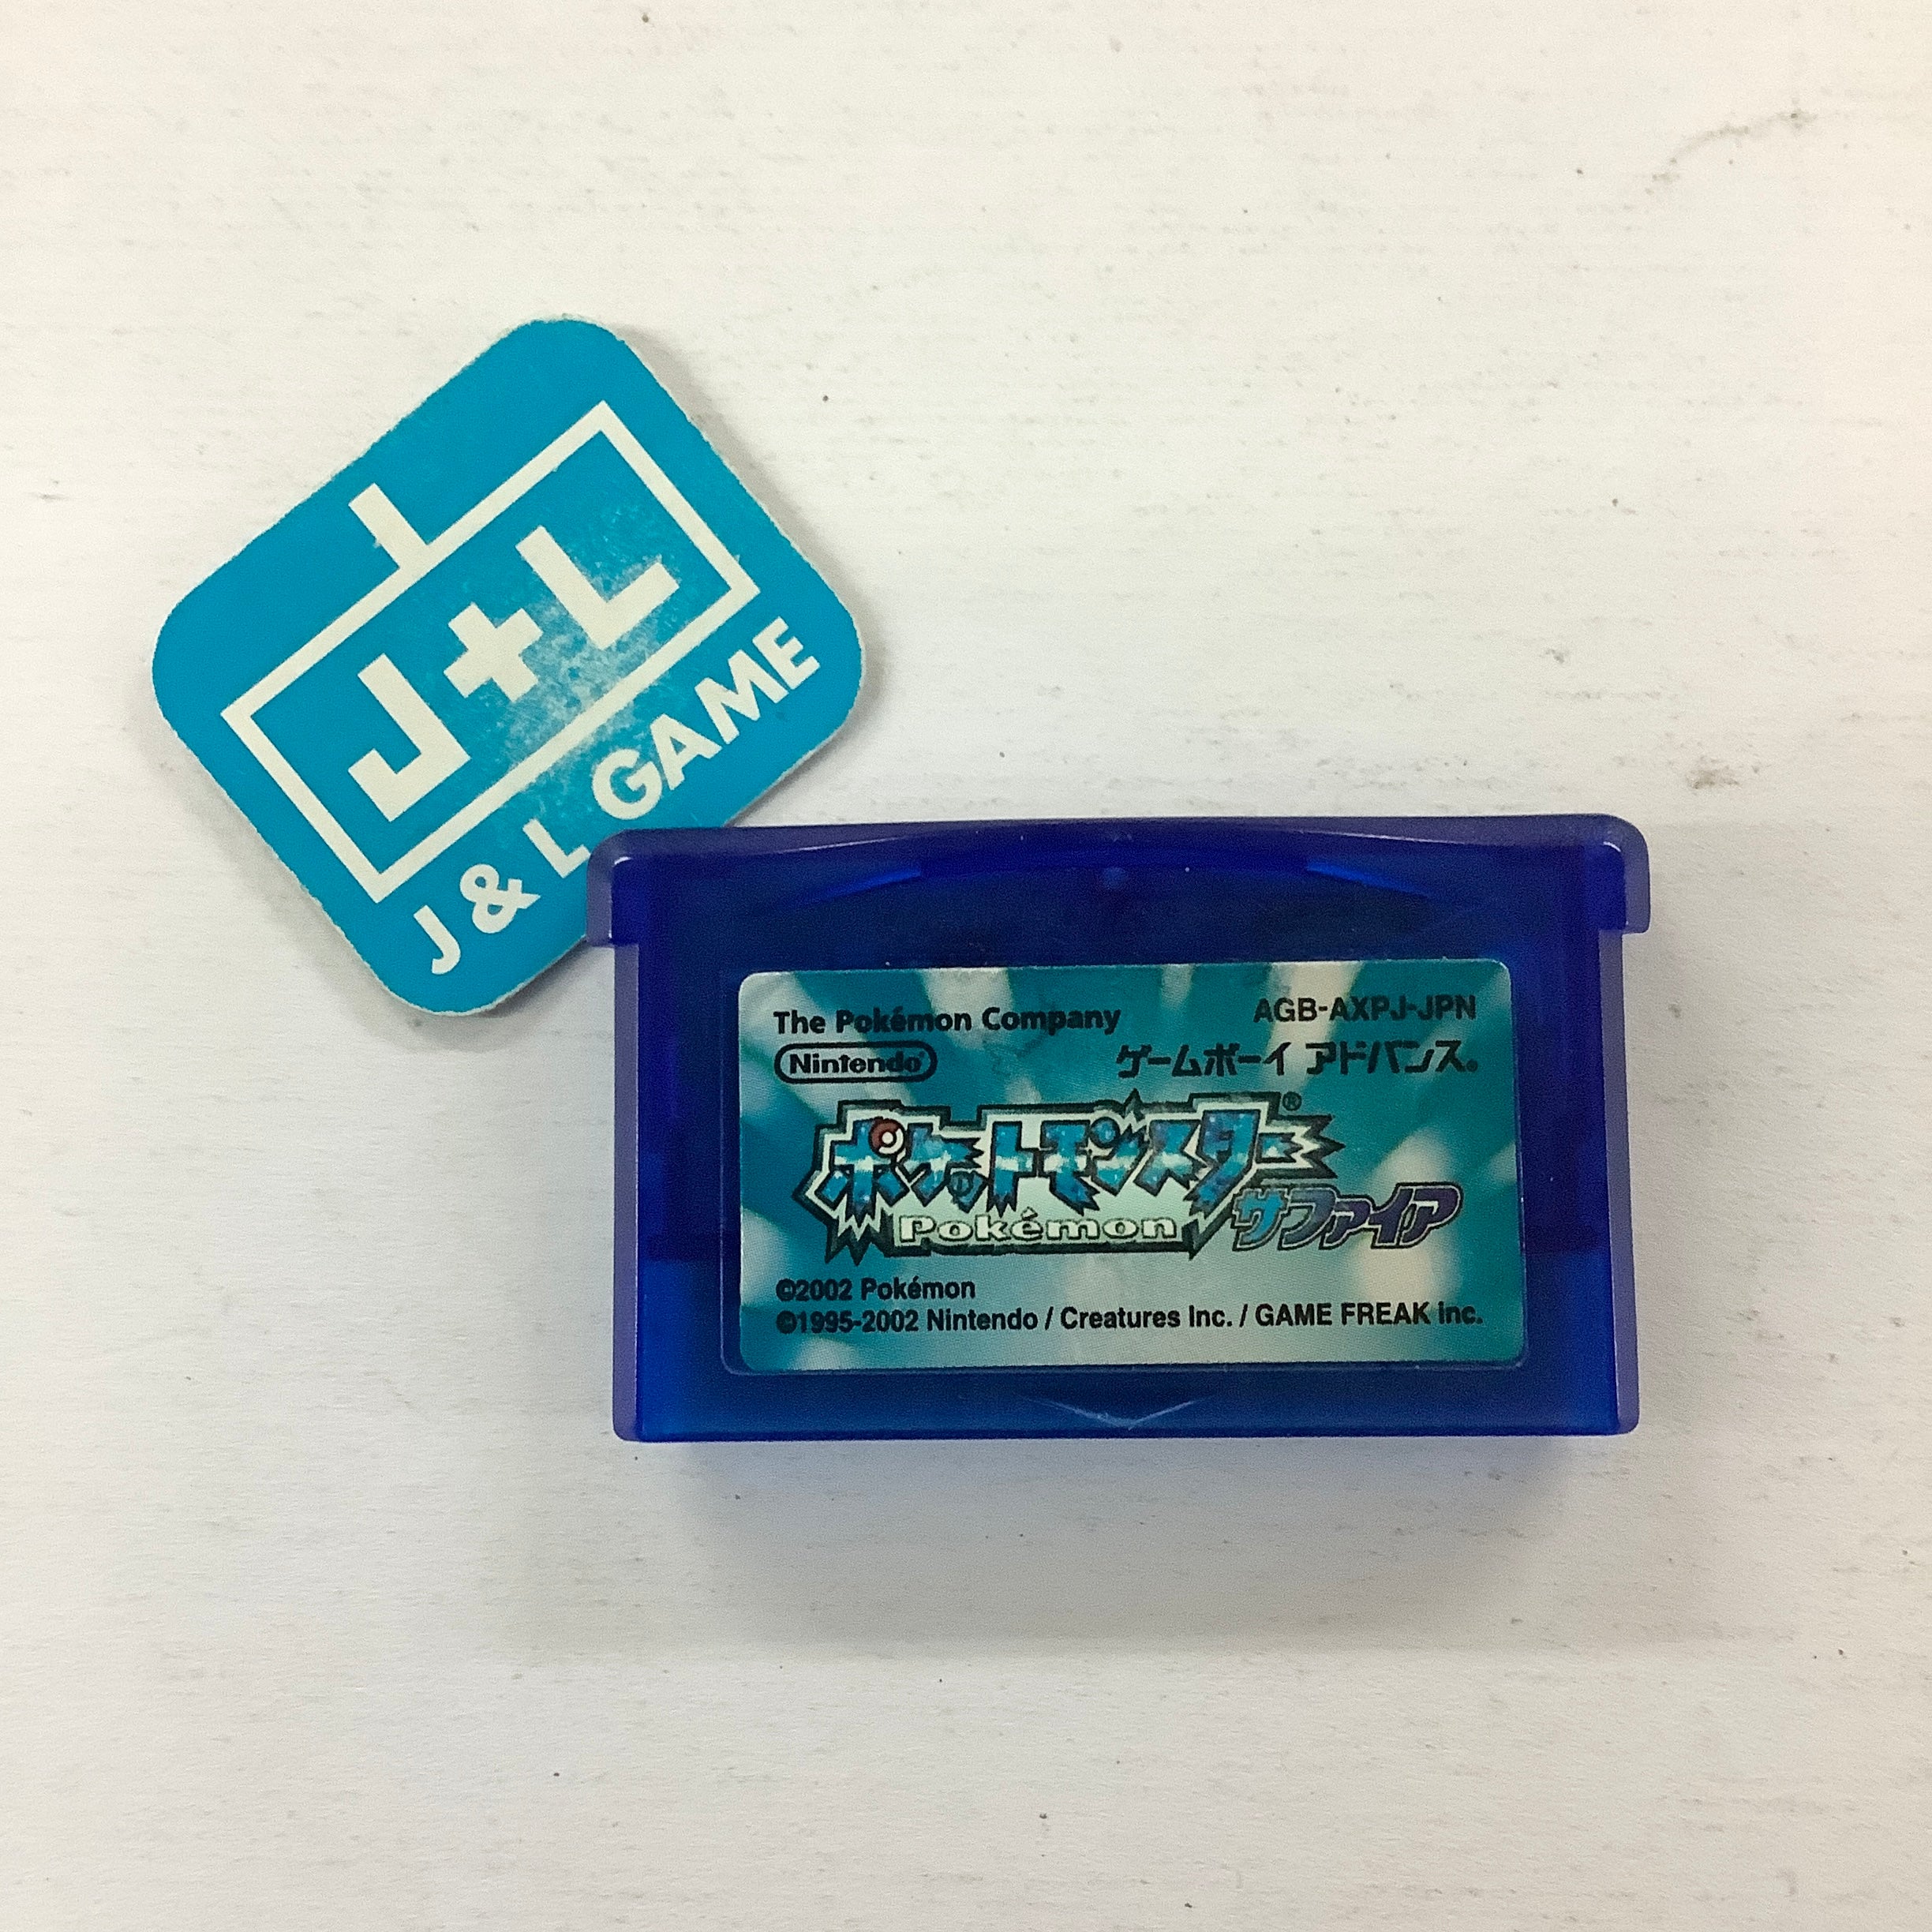 J+L
J & L GAME
The Pokémon Company
AGB-AXPJ-JPN
Nintendo®
ゲームボーイ アドバンス®
ポケットモンスター®
Pokémon
サファイア
©2002 Pokémon
©1995-2002 Nintendo / Creatures Inc. / GAME FREAK inc.